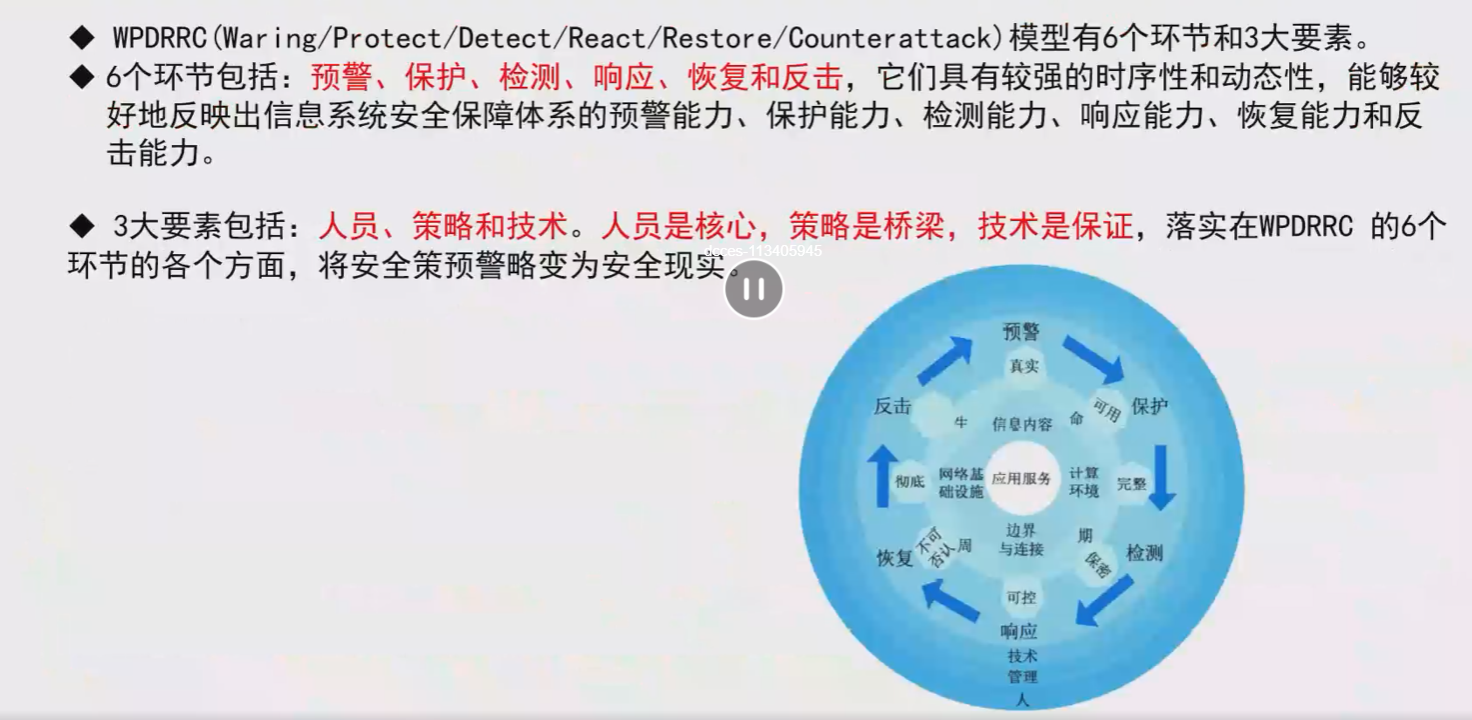 ◆ WPDRRC(Waring/Protect/Detect/React/Restore/Counterattack)模型有6个环节和3大要素。
◆ 6个环节包括：预警、保护、检测、响应、恢复和反击，它们具有较强的时序性和动态性，能够较
好地反映出信息系统安全保障体系的预警能力、保护能力、检测能力、响应能力、恢复能力和反
击能力。
◆ 3大要素包括：人员、策略和技术。人员是核心，策略是桥梁，技术是保证，落实在WPDRRC 的6个
环节的各个方面，将安全策预警略变为安全现实。
dcces-113405945
预警
真实
反击
保护
可用
牛
信息内容
命
彻底
网络基
础设施
应用服务
计算
环境
完整
恢复
不可
否认
周
边界
与连接
期
保密
检测
可控
响应
技术
管理
人